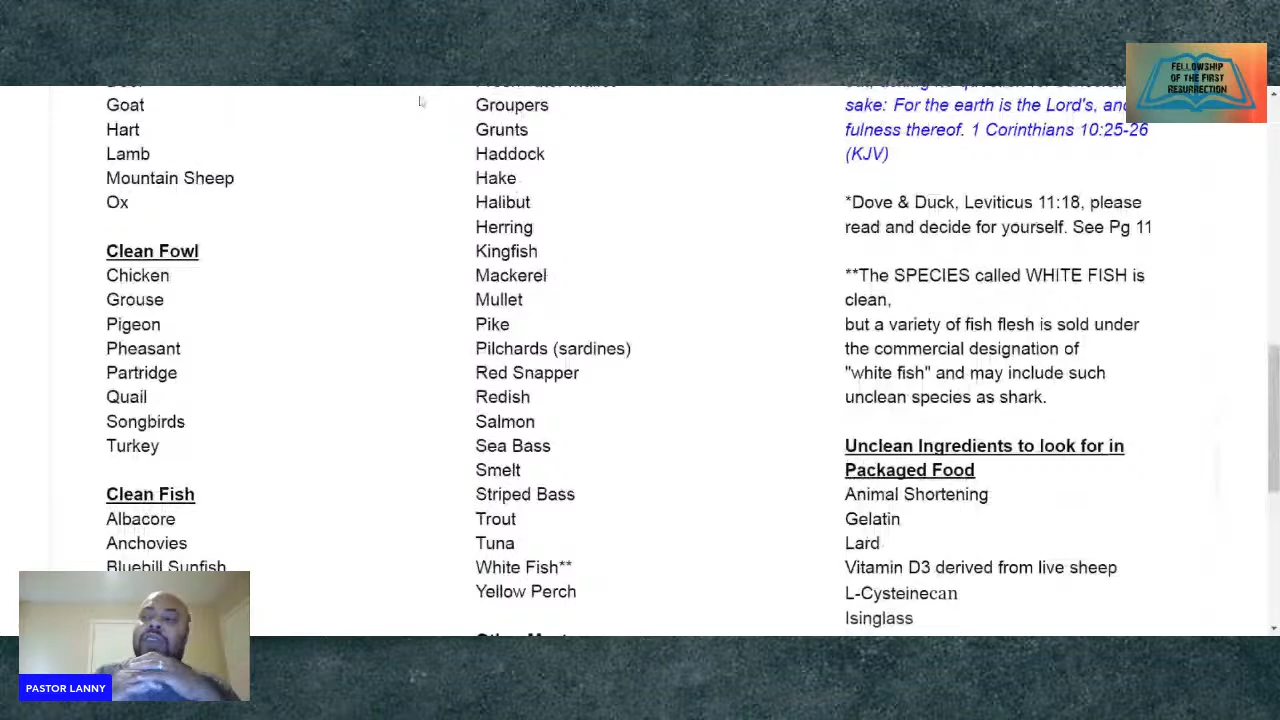 FELLOWSHIP
OF THE FIRST
RESURRECTION
Goat
Hart
Lamb
Mountain Sheep
Ox
Clean Fowl
Chicken
Grouse
Pigeon
Pheasant
Partridge
Quail
Songbirds
Turkey
Clean Fish
Albacore
Anchovies
Bluehill Sunfish
Groupers
Grunts
Haddock
Hake
Halibut
Herring
Kingfish
Mackerel
Mullet
Pike
Pilchards (sardines)
Red Snapper
Redish
Salmon
Sea Bass
Smelt
Striped Bass
Trout
Tuna
White Fish**
Yellow Perch
sake: For the earth is the Lord's, and
fulness thereof. 1 Corinthians 10:25-26
(KJV)
*Dove & Duck, Leviticus 11:18, please
read and decide for yourself. See Pg 11
**The SPECIES called WHITE FISH is
clean,
but a variety of fish flesh is sold under
the commercial designation of
"white fish" and may include such
unclean species as shark.
Unclean Ingredients to look for in
Packaged Food
Animal Shortening
Gelatin
Lard
Vitamin D3 derived from live sheep
L-Cysteinecan
Isinglass
PASTOR LANNY